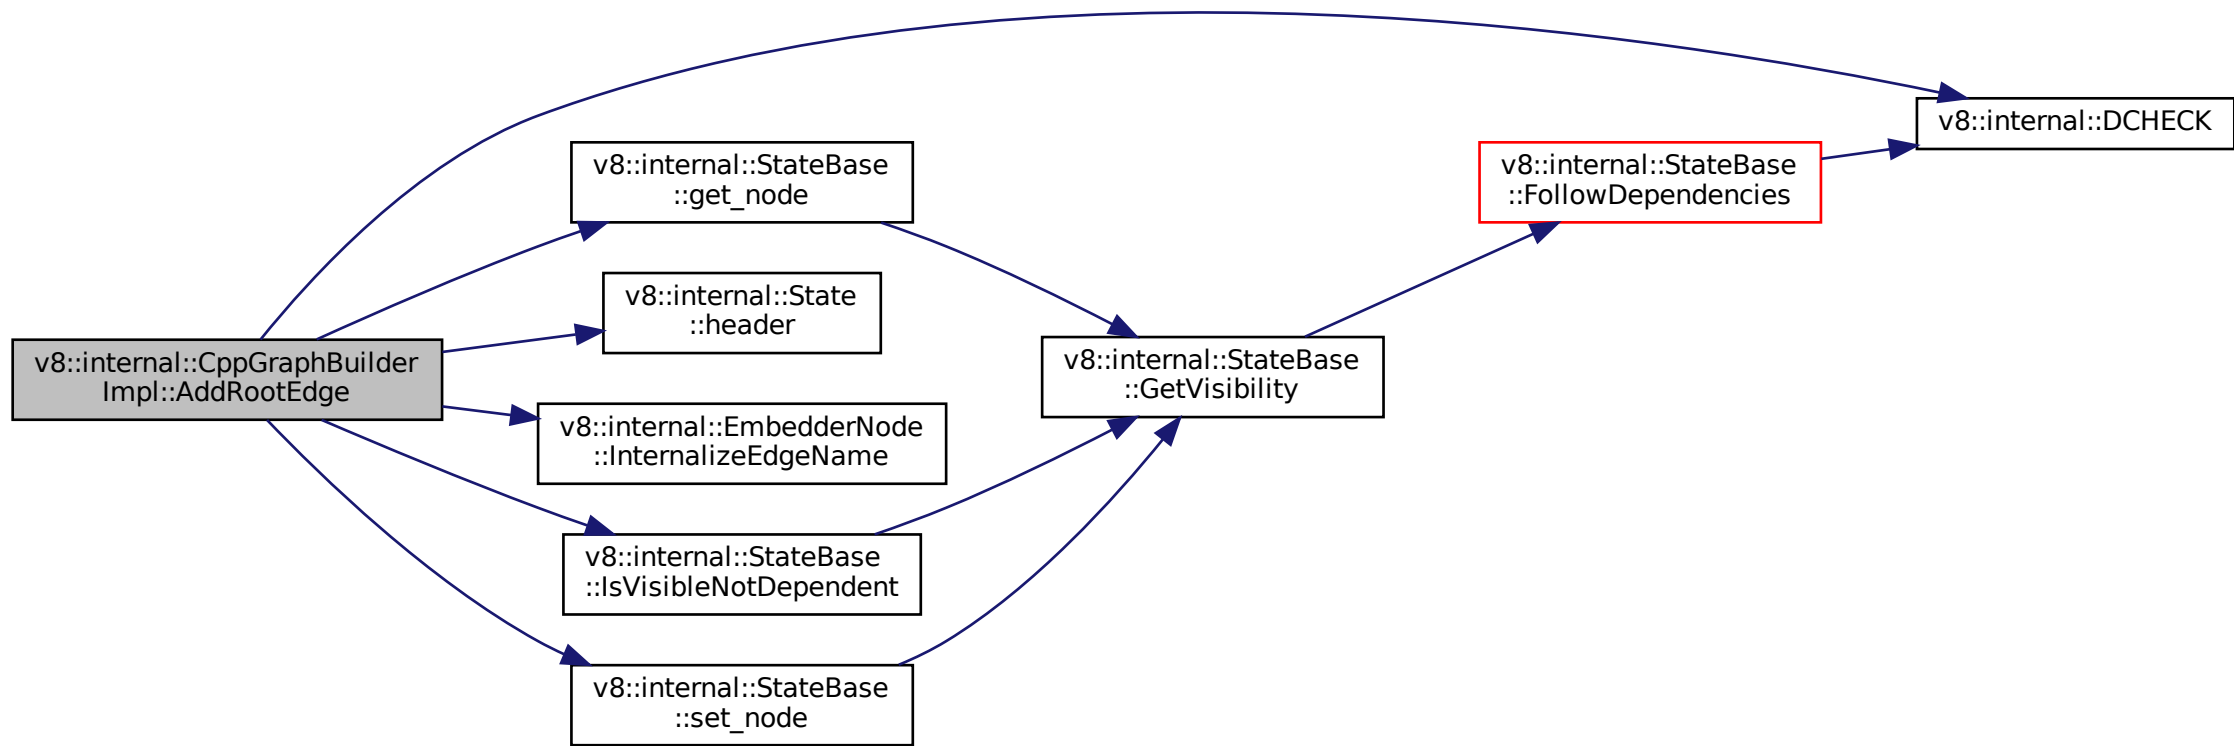 v8::internal::CppGraphBuilder
Impl::AddRootEdge
v8::internal::StateBase
::get_node
v8::internal::State
::header
v8::internal::EmbedderNode
::InternalizeEdgeName
v8::internal::StateBase
::IsVisibleNotDependent
v8::internal::StateBase
::set_node
v8::internal::StateBase
::GetVisibility
v8::internal::StateBase
::FollowDependencies
v8::internal::DCHECK